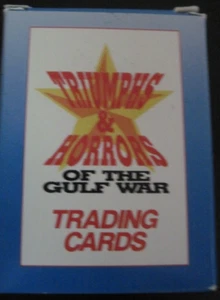 TRIUMPHS
&
HORRORS
OF THE
GULF WAR
TRADING
CARDS